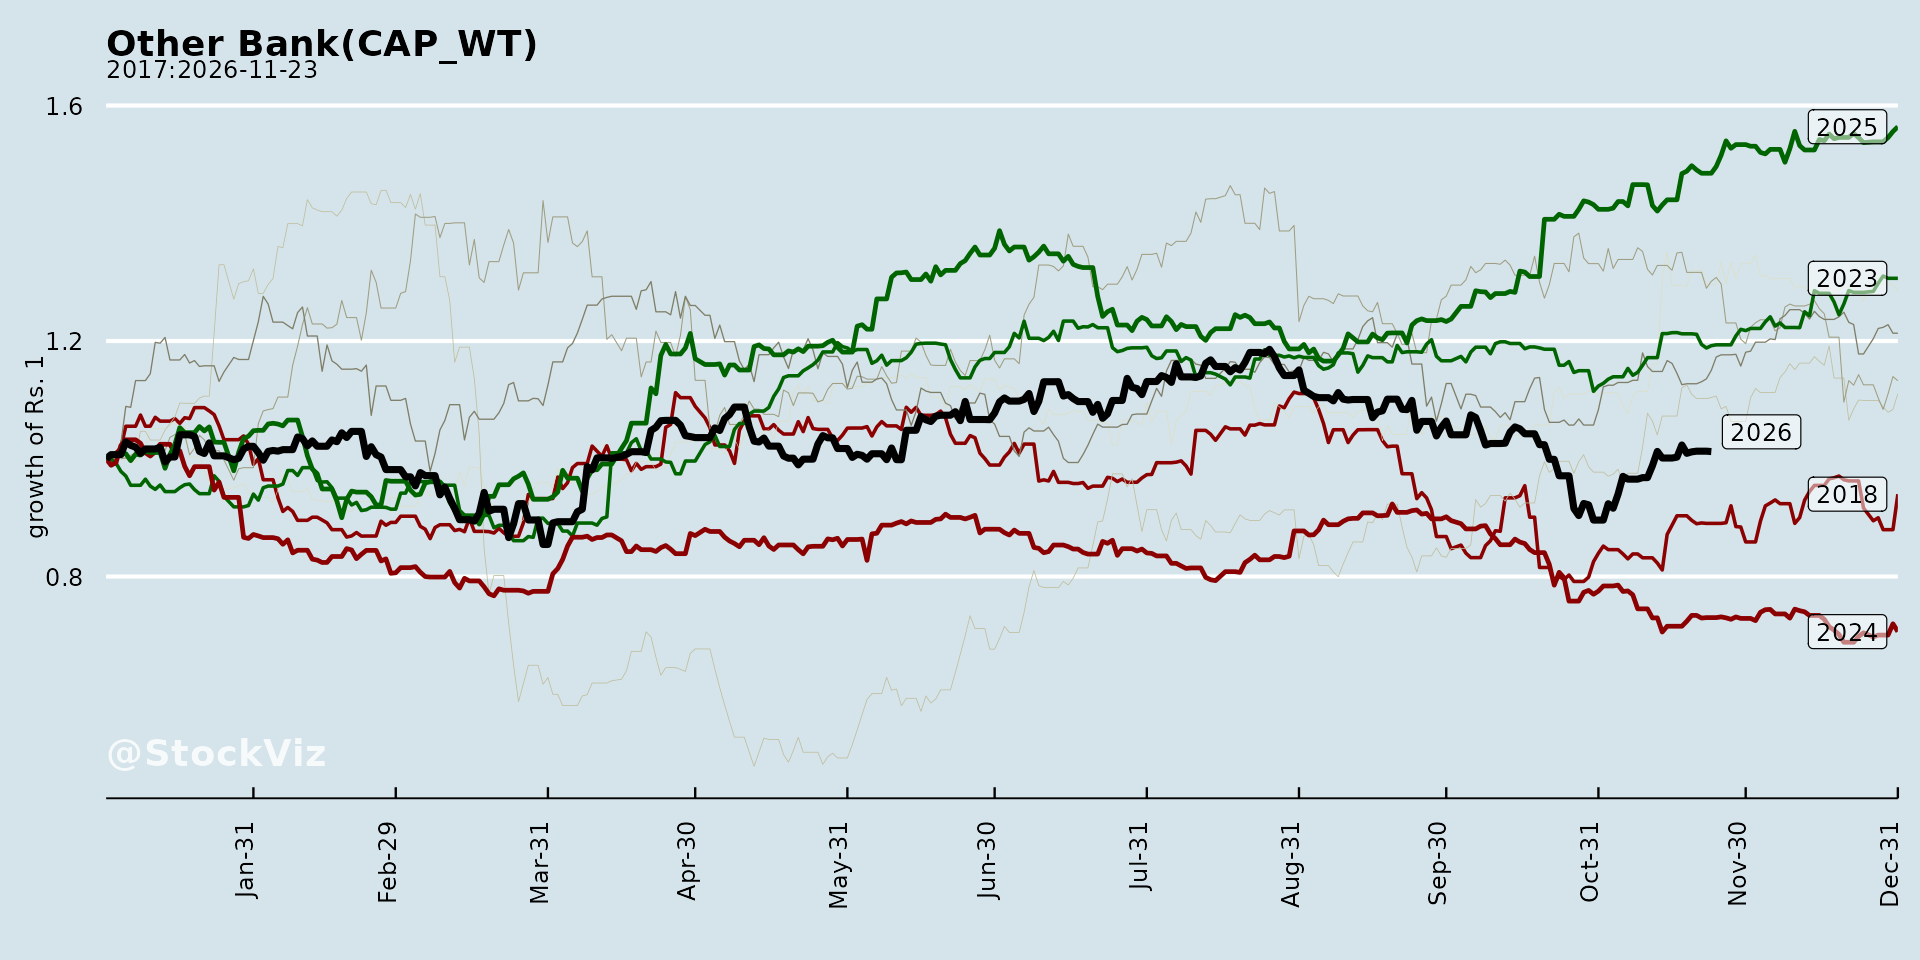 Other Bank(CAP_WT)
2017:2026-11-23
growth of Rs. 1
1.6
1.2
0.8
2025
2023
2026
2018
2024
@StockViz
Jan-31
Feb-29
Mar-31
Apr-30
May-31
Jun-30
Jul-31
Aug-31
Sep-30
Oct-31
Nov-30
Dec-31